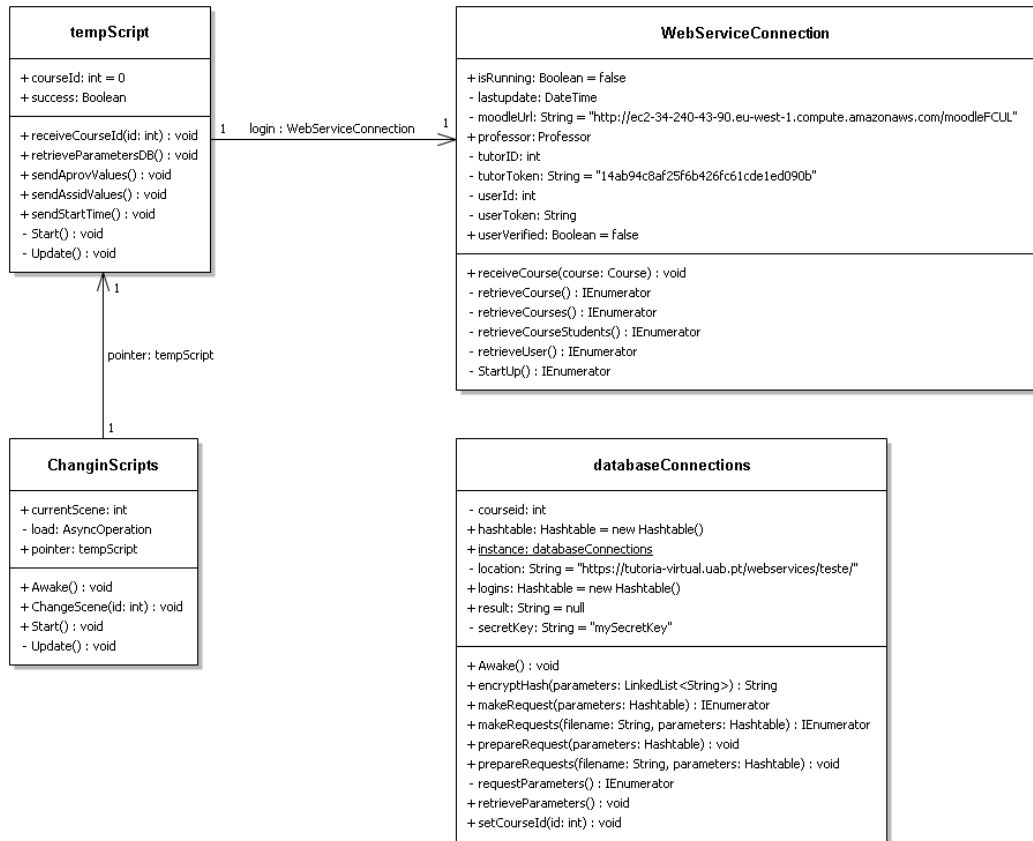 tempScript
+ courseId: int = 0
+ success: Boolean
+ receiveCourseId(id: int) : void
+ retrieveParametersDB() : void
+ sendAprovValues() : void
+ sendAssidValues() : void
+ sendStartTime() : void
- Start() : void
- Update() : void
1
login : WebServiceConnection
1
WebServiceConnection
+ isRunning: Boolean = false
- lastupdate: DateTime
- moodleUrl: String = "http://ec2-34-240-43-90.eu-west-1.compute.amazonaws.com/moodleFCUL"
+ professor: Professor
- tutorID: int
- tutorToken: String = "14ab94c8af25f6b426fc61cde1ed090b"
- userId: int
- userToken: String
+ userVerified: Boolean = false
+ receiveCourse(course: Course) : void
- retrieveCourse() : IEnumerator
- retrieveCourses() : IEnumerator
- retrieveCourseStudents() : IEnumerator
- retrieveUser() : IEnumerator
- StartUp() : IEnumerator
1
pointer: tempScript
1
ChanginScripts
+ currentScene: int
- load: AsyncOperation
+ pointer: tempScript
+ Awake() : void
+ ChangeScene(id: int) : void
+ Start() : void
- Update() : void
databaseConnections
- courseid: int
+ hashtable: Hashtable = new Hashtable()
+ instance: databaseConnections
- location: String = "https://tutoria-virtual.uab.pt/webservices/teste/"
+ logins: Hashtable = new Hashtable()
+ result: String = null
- secretKey: String = "mySecretKey"
+ Awake() : void
+ encryptHash(parameters: LinkedList<String>) : String
+ makeRequest(parameters: Hashtable) : IEnumerator
+ makeRequests(filename: String, parameters: Hashtable) : IEnumerator
+ prepareRequest(parameters: Hashtable) : void
+ prepareRequests(filename: String, parameters: Hashtable) : void
- requestParameters() : IEnumerator
+ retrieveParameters() : void
+ setCourseId(id: int) : void